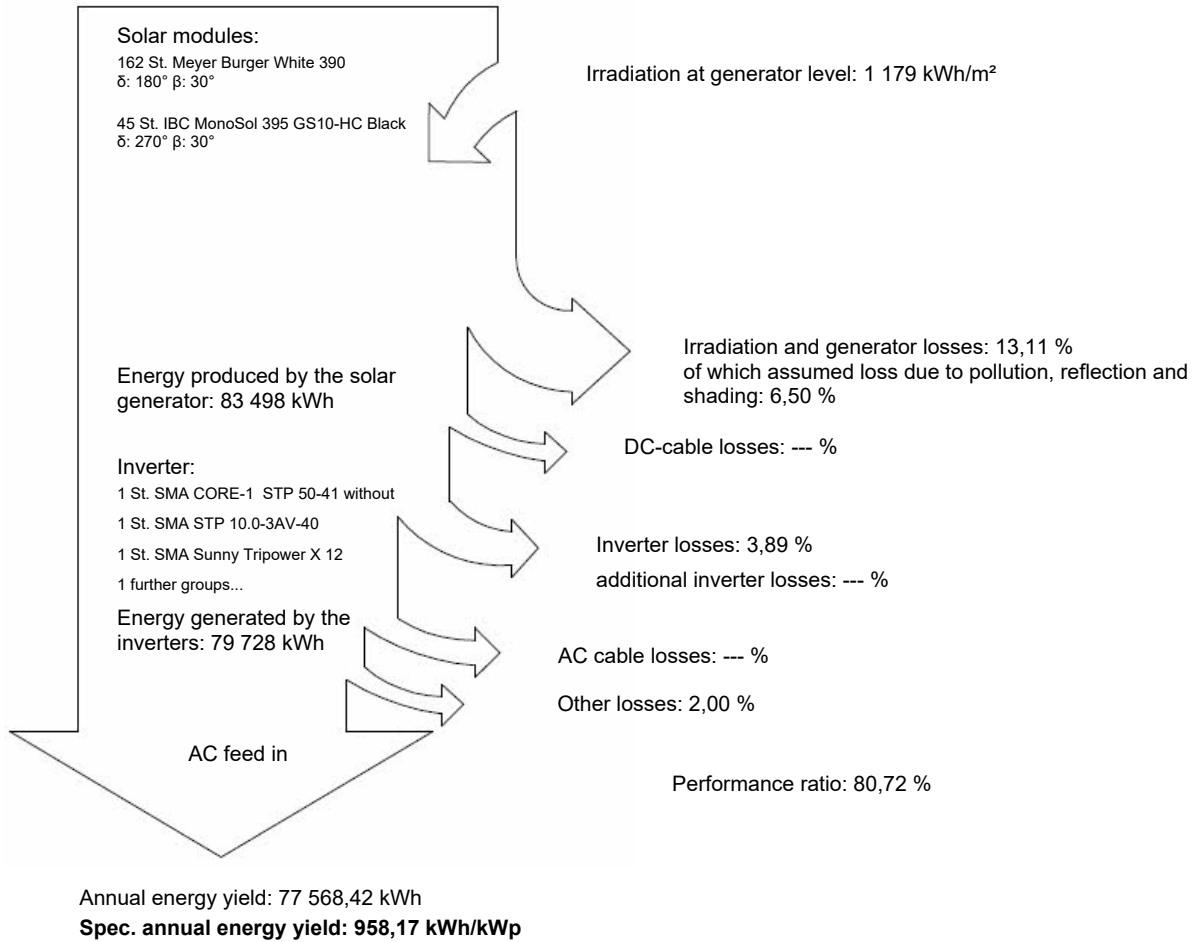 Solar modules:
162 St. Meyer Burger White 390
δ: 180° β: 30°
45 St. IBC MonoSol 395 GS10-HC Black
δ: 270° β: 30°
Irradiation at generator level: 1 179 kWh/m²
Irradiation and generator losses: 13,11 %
of which assumed loss due to pollution, reflection and
shading: 6,50 %
Energy produced by the solar
generator: 83 498 kWh
DC-cable losses: --- %
Inverter:
1 St. SMA CORE-1 STP 50-41 without
1 St. SMA STP 10.0-3AV-40
1 St. SMA Sunny Tripower X 12
1 further groups...
Inverter losses: 3,89 %
additional inverter losses: --- %
Energy generated by the
inverters: 79 728 kWh
AC cable losses: --- %
Other losses: 2,00 %
AC feed in
Performance ratio: 80,72 %
Annual energy yield: 77 568,42 kWh
Spec. annual energy yield: 958,17 kWh/kWp